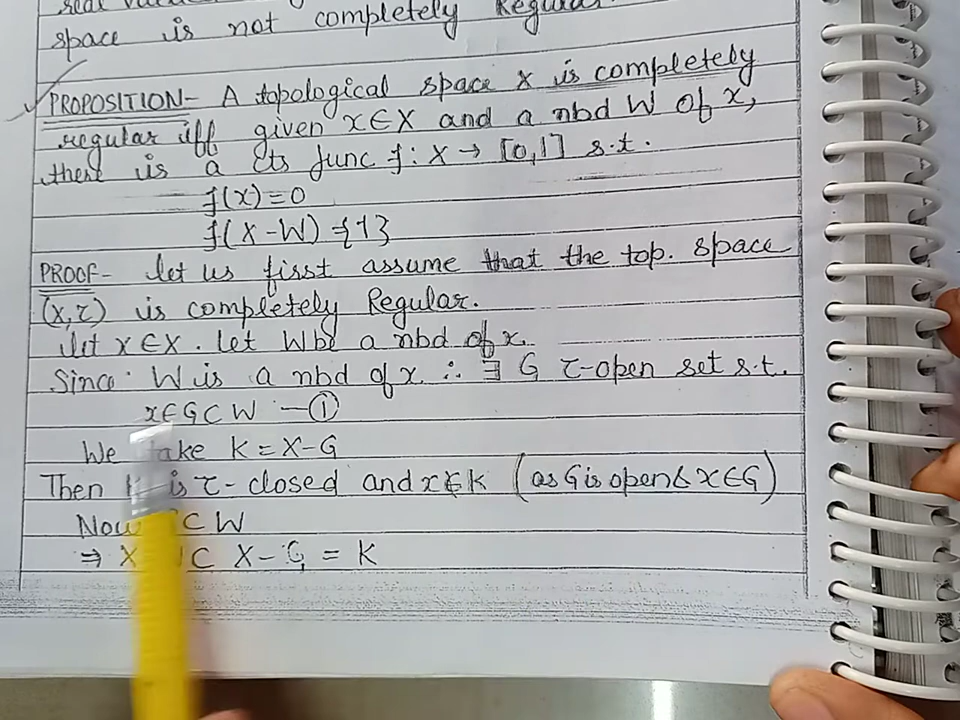 space is not completely Regular.
PROPOSITION- A topological space X is completely
regular iff given x∈X and a nbd W of x,
there is a cts func f: X → [0,1] s.t.
f(x)=0
f(X-W)={1}
PROOF- let us first assume that the top. space
(X,τ) is completely Regular.
let x∈X. let W be a nbd of x.
Since W is a nbd of x ∴ ∃ G τ-open set s.t.
x∈G⊂W —①
We take K = X-G
Then is τ-closed and x∉K (as G is open & x∈G)
Now ⊂ W
⇒ X ⊂ X-G = K